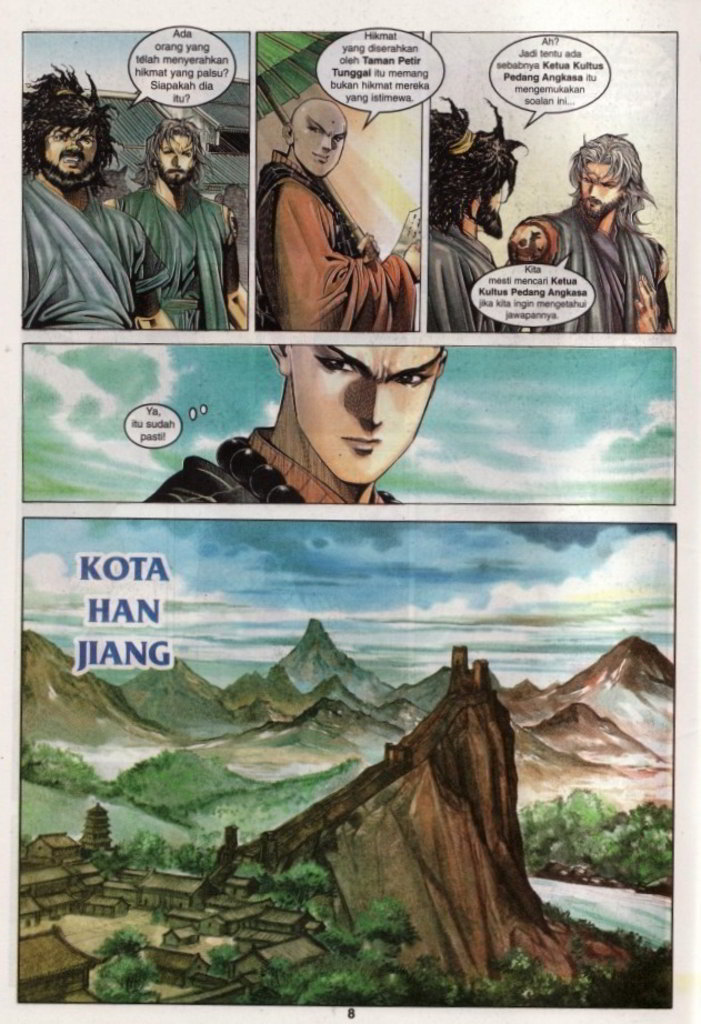 Ada
orang yang
telah menyerahkan
hikmat yang palsu?
Siapakah dia
itu?
Hikmat
yang diserahkan
oleh Taman Petir
Tunggal itu memang
bukan hikmat mereka
yang istimewa.
Ah?
Jadi tentu ada
sebabnya Ketua Kultus
Pedang Angkasa itu
mengemukakan
soalan ini...
Kita
mesti mencari Ketua
Kultus Pedang Angkasa
jika kita ingin mengetahui
jawapannya.
Ya,
itu sudah
pasti!
KOTA
HAN
JIANG
8